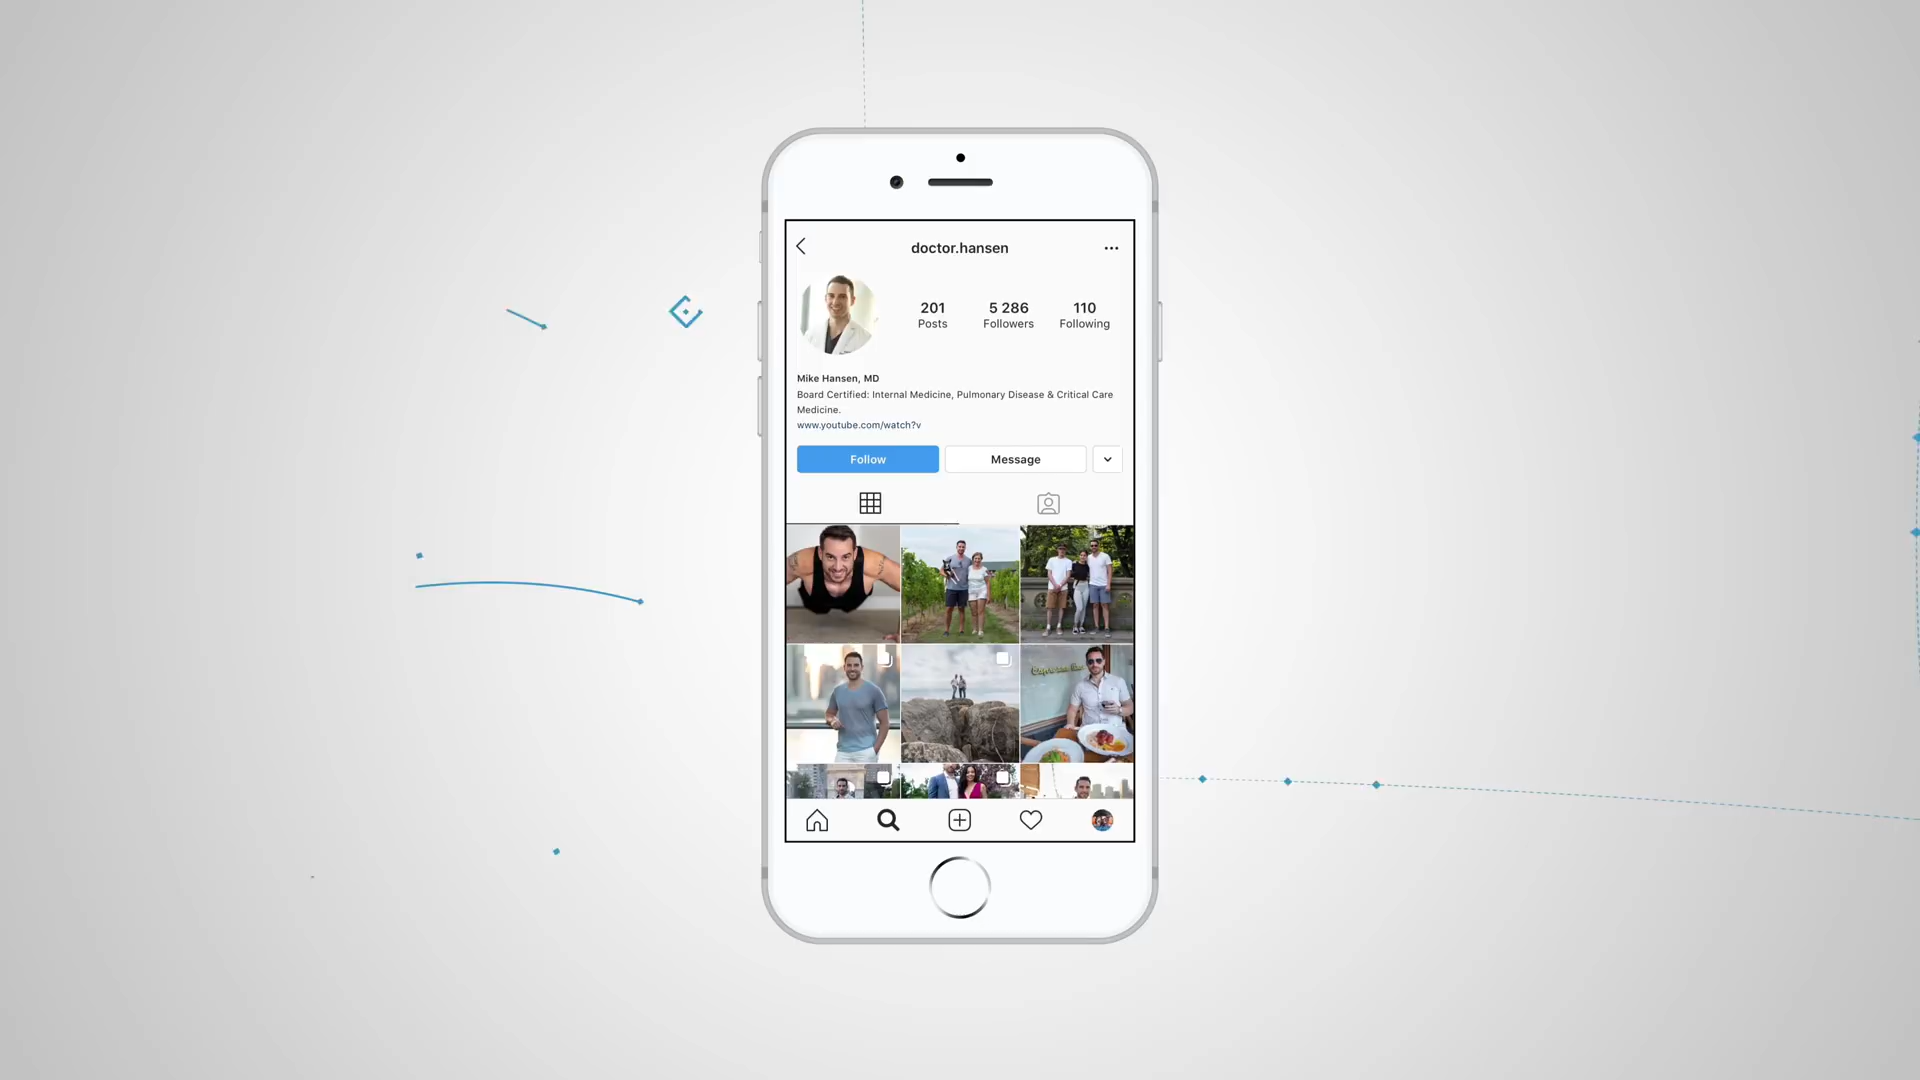 doctor.hansen
201
Posts
5 286
Followers
110
Following
Mike Hansen, MD
Board Certified: Internal Medicine, Pulmonary Disease & Critical Care
Medicine.
www.youtube.com/watch?v
Follow
Message